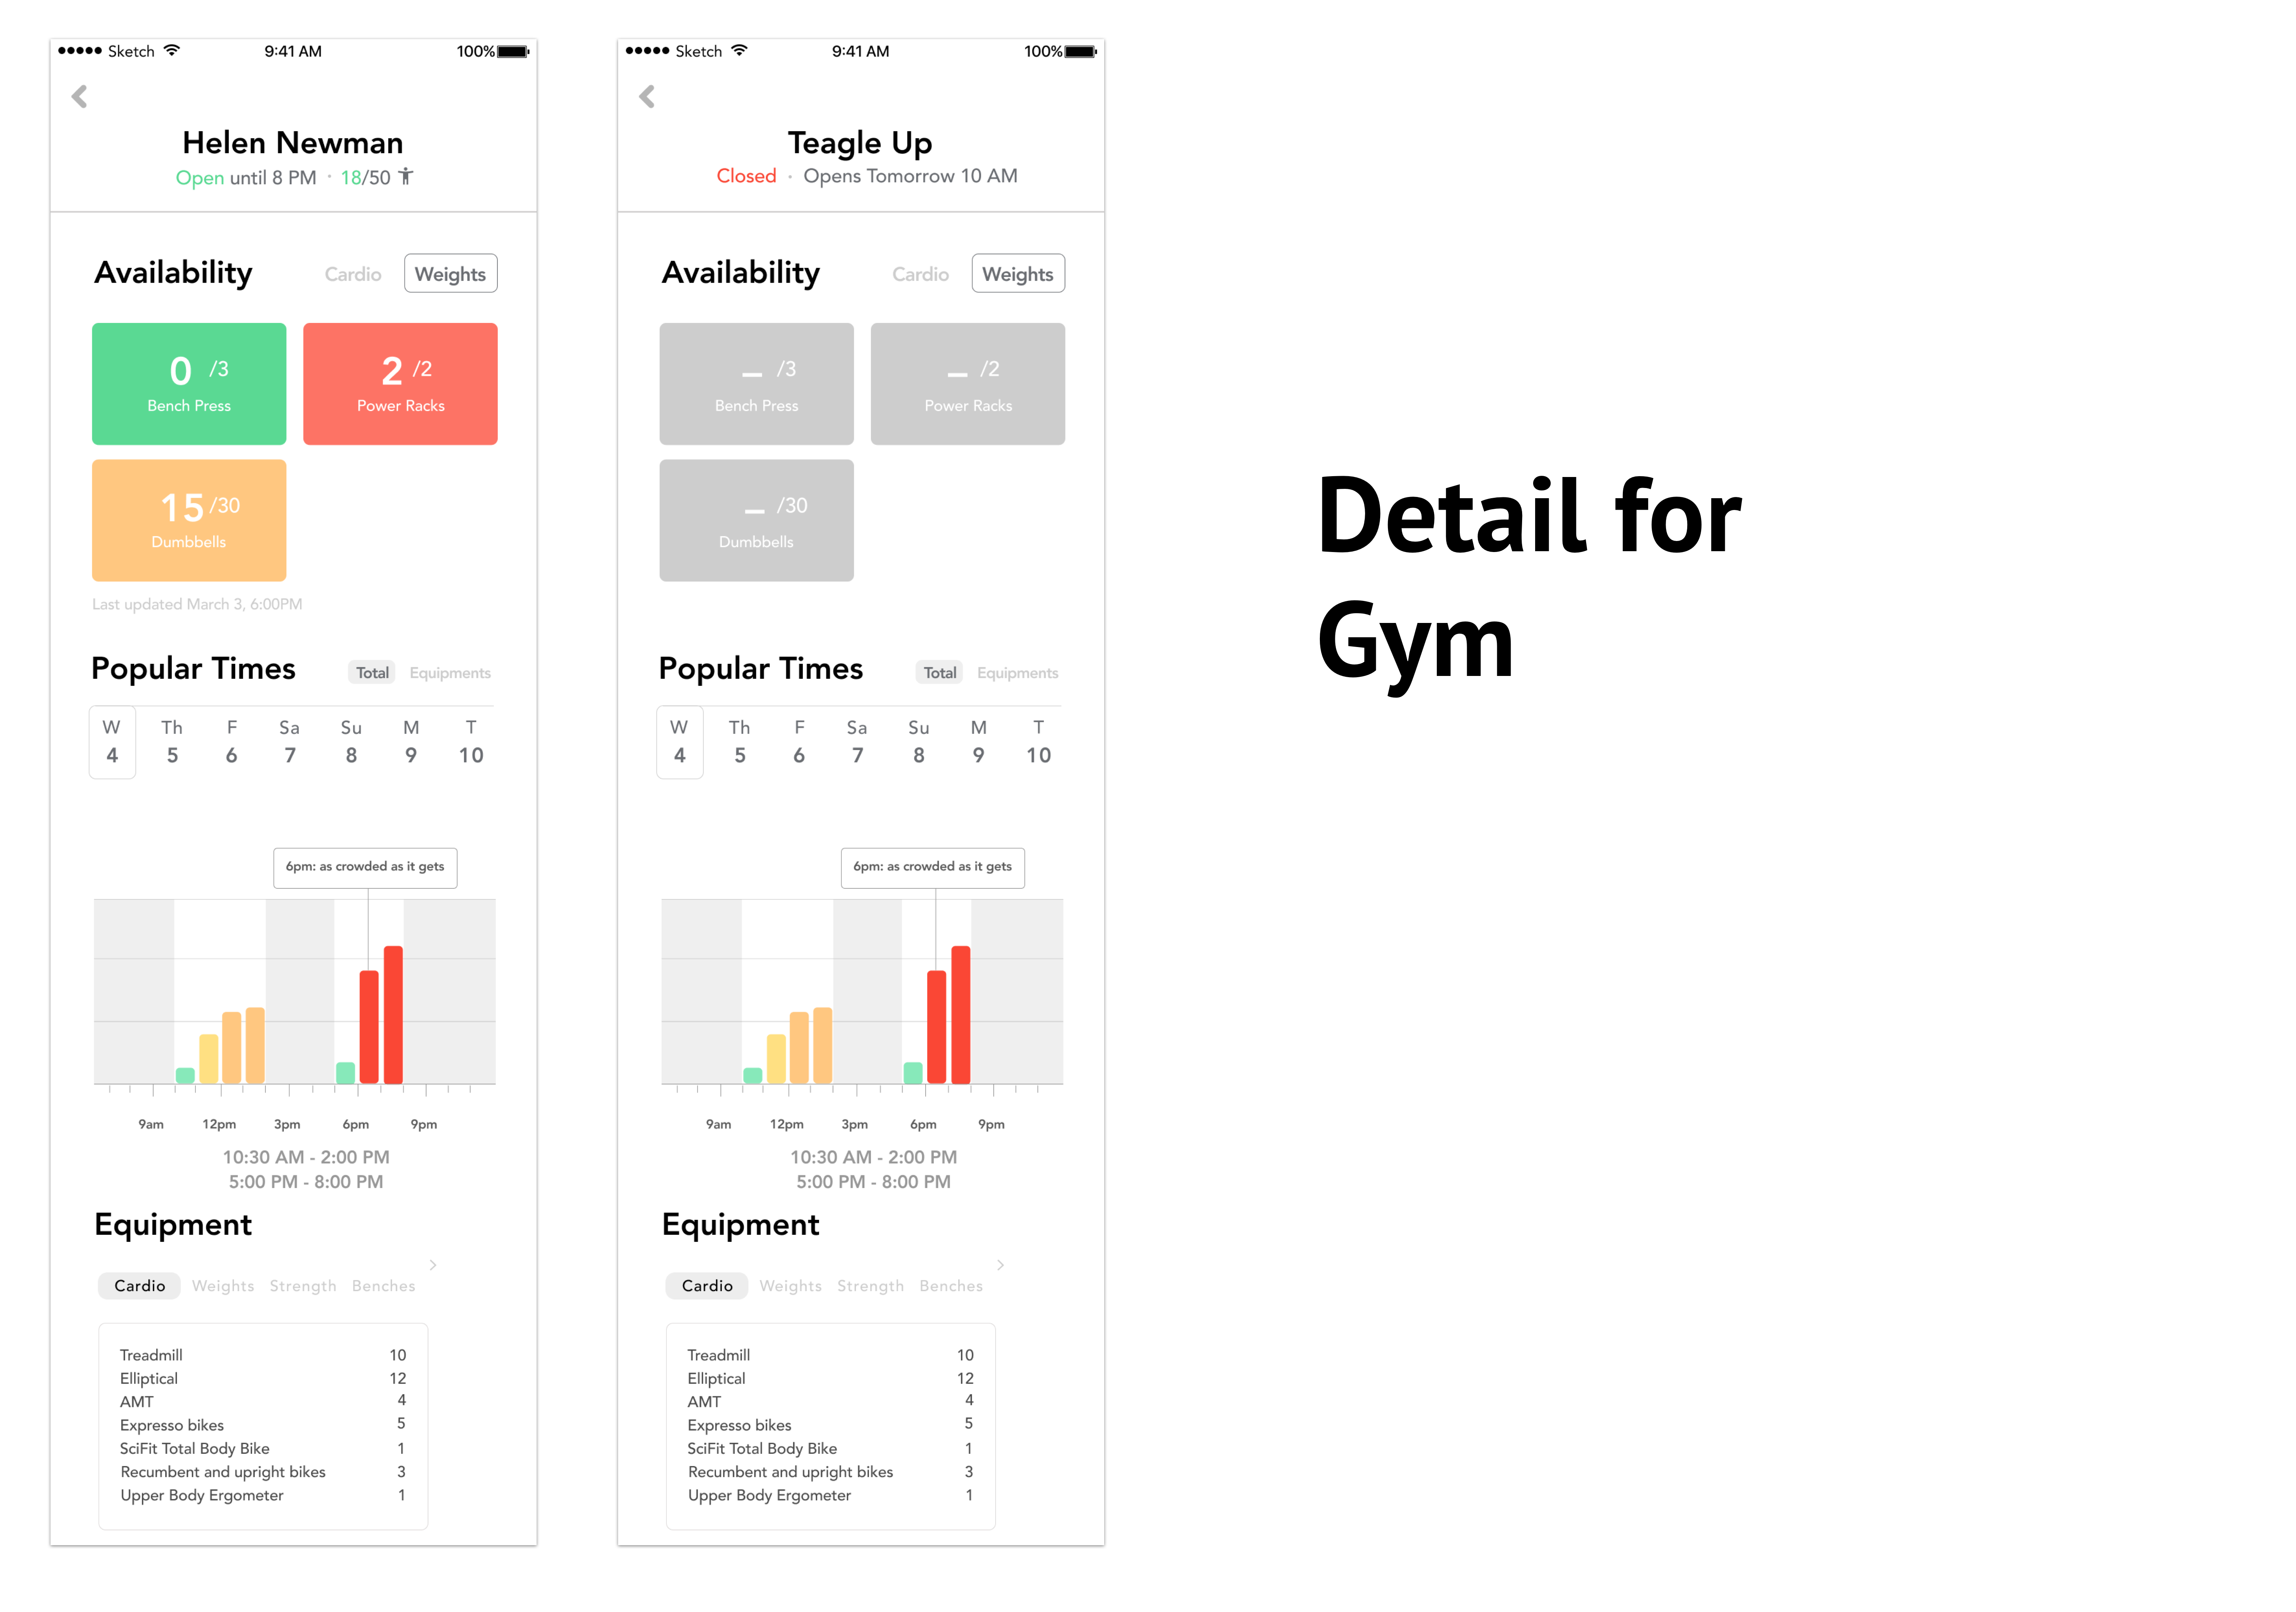 Sketch 9:41 AM 100%
Helen Newman
Open until 8 PM · 18/50
Availability Cardio Weights
0 /3
Bench Press
2 /2
Power Racks
15 /30
Dumbbells
Last updated March 3, 6:00PM
Popular Times Total Equipments
W Th F Sa Su M T
4 5 6 7 8 9 10
6pm: as crowded as it gets
9am 12pm 3pm 6pm 9pm
10:30 AM - 2:00 PM
5:00 PM - 8:00 PM
Equipment
Cardio Weights Strength Benches
Treadmill 10
Elliptical 12
AMT 4
Expresso bikes 5
SciFit Total Body Bike 1
Recumbent and upright bikes 3
Upper Body Ergometer 1
Sketch 9:41 AM 100%
Teagle Up
Closed · Opens Tomorrow 10 AM
Availability Cardio Weights
– /3
Bench Press
– /2
Power Racks
– /30
Dumbbells
Popular Times Total Equipments
W Th F Sa Su M T
4 5 6 7 8 9 10
6pm: as crowded as it gets
9am 12pm 3pm 6pm 9pm
10:30 AM - 2:00 PM
5:00 PM - 8:00 PM
Equipment
Cardio Weights Strength Benches
Treadmill 10
Elliptical 12
AMT 4
Expresso bikes 5
SciFit Total Body Bike 1
Recumbent and upright bikes 3
Upper Body Ergometer 1
Detail for
Gym